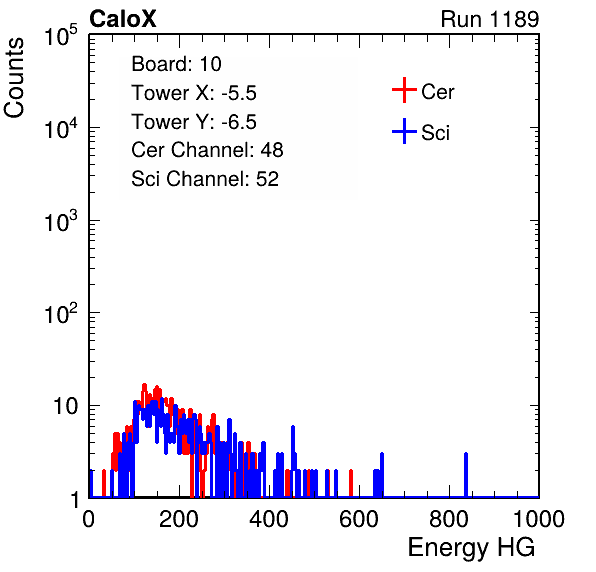 CaloX Run 1189
Counts
10^5
10^4
10^3
10^2
10
1
Board: 10
Tower X: -5.5
Tower Y: -6.5
Cer Channel: 48
Sci Channel: 52
Cer
Sci
0 200 400 600 800 1000
Energy HG